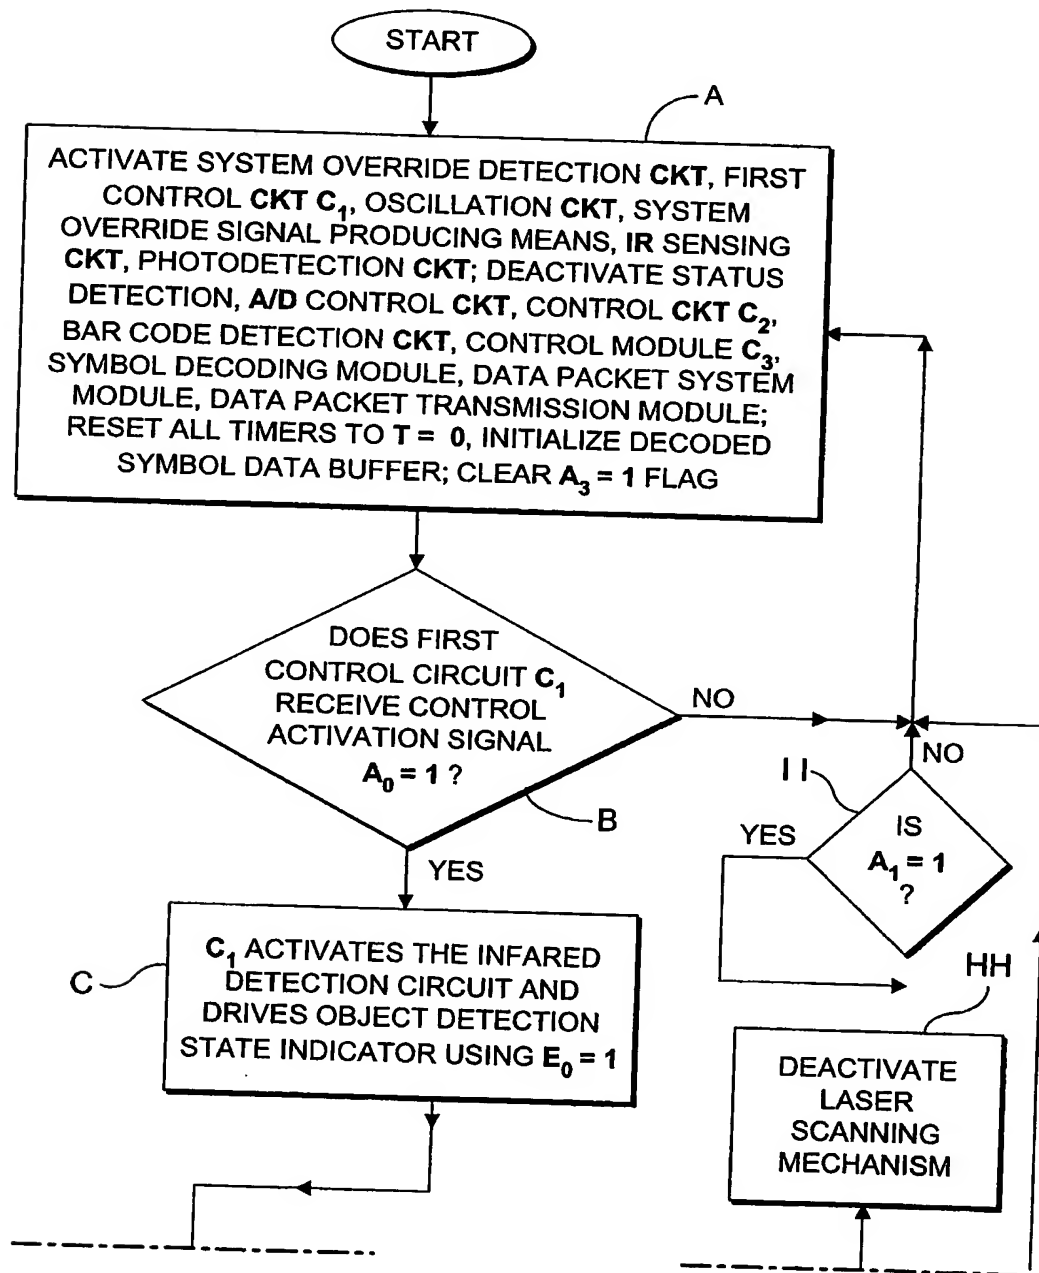 START
A
ACTIVATE SYSTEM OVERRIDE DETECTION CKT, FIRST
CONTROL CKT C₁, OSCILLATION CKT, SYSTEM
OVERRIDE SIGNAL PRODUCING MEANS, IR SENSING
CKT, PHOTODETECTION CKT; DEACTIVATE STATUS
DETECTION, A/D CONTROL CKT, CONTROL CKT C₂,
BAR CODE DETECTION CKT, CONTROL MODULE C₃,
SYMBOL DECODING MODULE, DATA PACKET SYSTEM
MODULE, DATA PACKET TRANSMISSION MODULE;
RESET ALL TIMERS TO T = 0, INITIALIZE DECODED
SYMBOL DATA BUFFER; CLEAR A₃ = 1 FLAG
DOES FIRST
CONTROL CIRCUIT C₁
RECEIVE CONTROL
ACTIVATION SIGNAL
A₀ = 1 ?
NO
B
YES
C₁ ACTIVATES THE INFARED
DETECTION CIRCUIT AND
DRIVES OBJECT DETECTION
STATE INDICATOR USING E₀ = 1
C
NO
II
YES
IS
A₁ = 1
?
HH
DEACTIVATE
LASER
SCANNING
MECHANISM